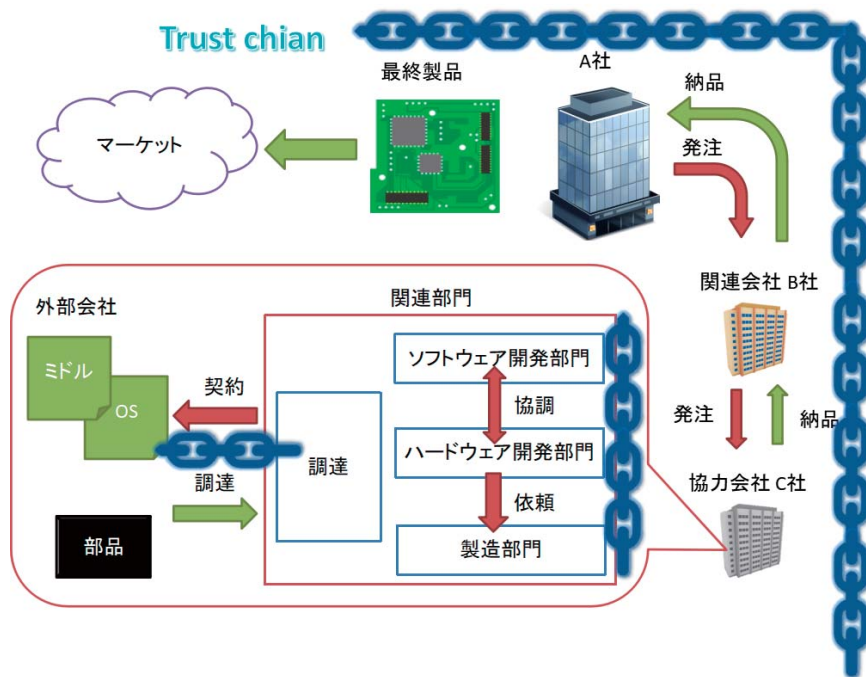 Trust chian
最終製品
A社
納品
マーケット
発注
関連会社 B社
外部会社
関連部門
ミドル
OS
契約
ソフトウェア開発部門
協調
調達
ハードウェア開発部門
発注
納品
調達
依頼
協力会社 C社
部品
製造部門